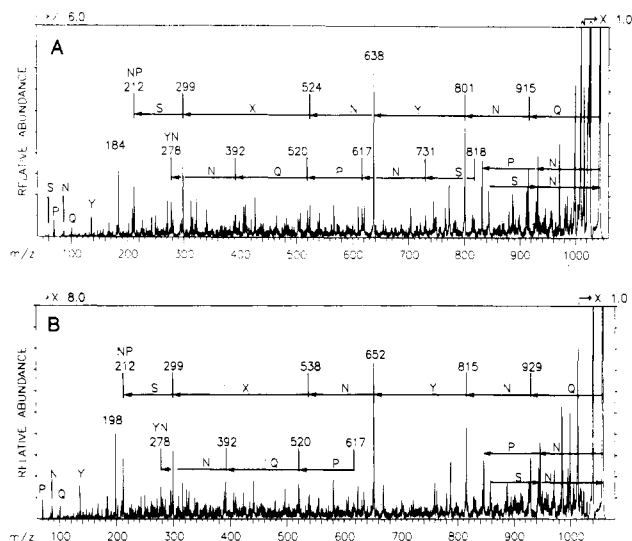 →X 6.0
→X 1.0
A
RELATIVE ABUNDANCE
638
NP
212 299 524 801 915
S X N Y N Q
YN
184 278 392 520 617 731 818
N Q P N S P N
S N
S P N Q Y
m/z 100 200 300 400 500 600 700 800 900 1000
→X 8.0
→X 1.0
B
RELATIVE ABUNDANCE
652
NP
212 299 538 815 929
S X N Y N Q
YN
198 278 392 520 617
N Q P P N
S N
P N Q Y
m/z 100 200 300 400 500 600 700 800 900 1000